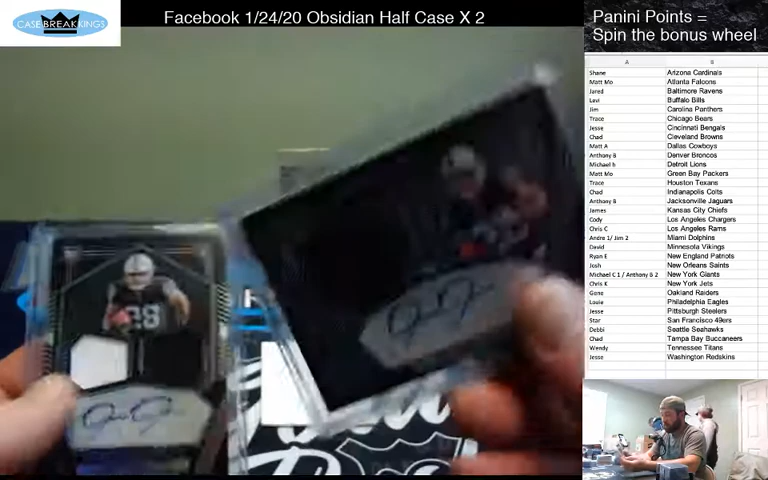 CASE BREAK KINGS
Facebook 1/24/20 Obsidian Half Case X 2
Panini Points =
Spin the bonus wheel
A B
Shane Arizona Cardinals
Matt Mo Atlanta Falcons
Jared Baltimore Ravens
Levi Buffalo Bills
Jim Carolina Panthers
Trace Chicago Bears
Jesse Cincinnati Bengals
Chad Cleveland Browns
Matt A Dallas Cowboys
Anthony B Denver Broncos
Michael h Detroit Lions
Matt Mo Green Bay Packers
Trace Houston Texans
Chad Indianapolis Colts
Anthony B Jacksonville Jaguars
James Kansas City Chiefs
Cody Los Angeles Chargers
Chris C Los Angeles Rams
Andre 1/ Jim 2 Miami Dolphins
David Minnesota Vikings
Ryan E New England Patriots
Josh New Orleans Saints
Michael C 1 / Anthony B 2 New York Giants
Chris K New York Jets
Gene Oakland Raiders
Louie Philadelphia Eagles
Jesse Pittsburgh Steelers
Star San Francisco 49ers
Debbi Seattle Seahawks
Chad Tampa Bay Buccaneers
Wendy Tennessee Titans
Jesse Washington Redskins
28